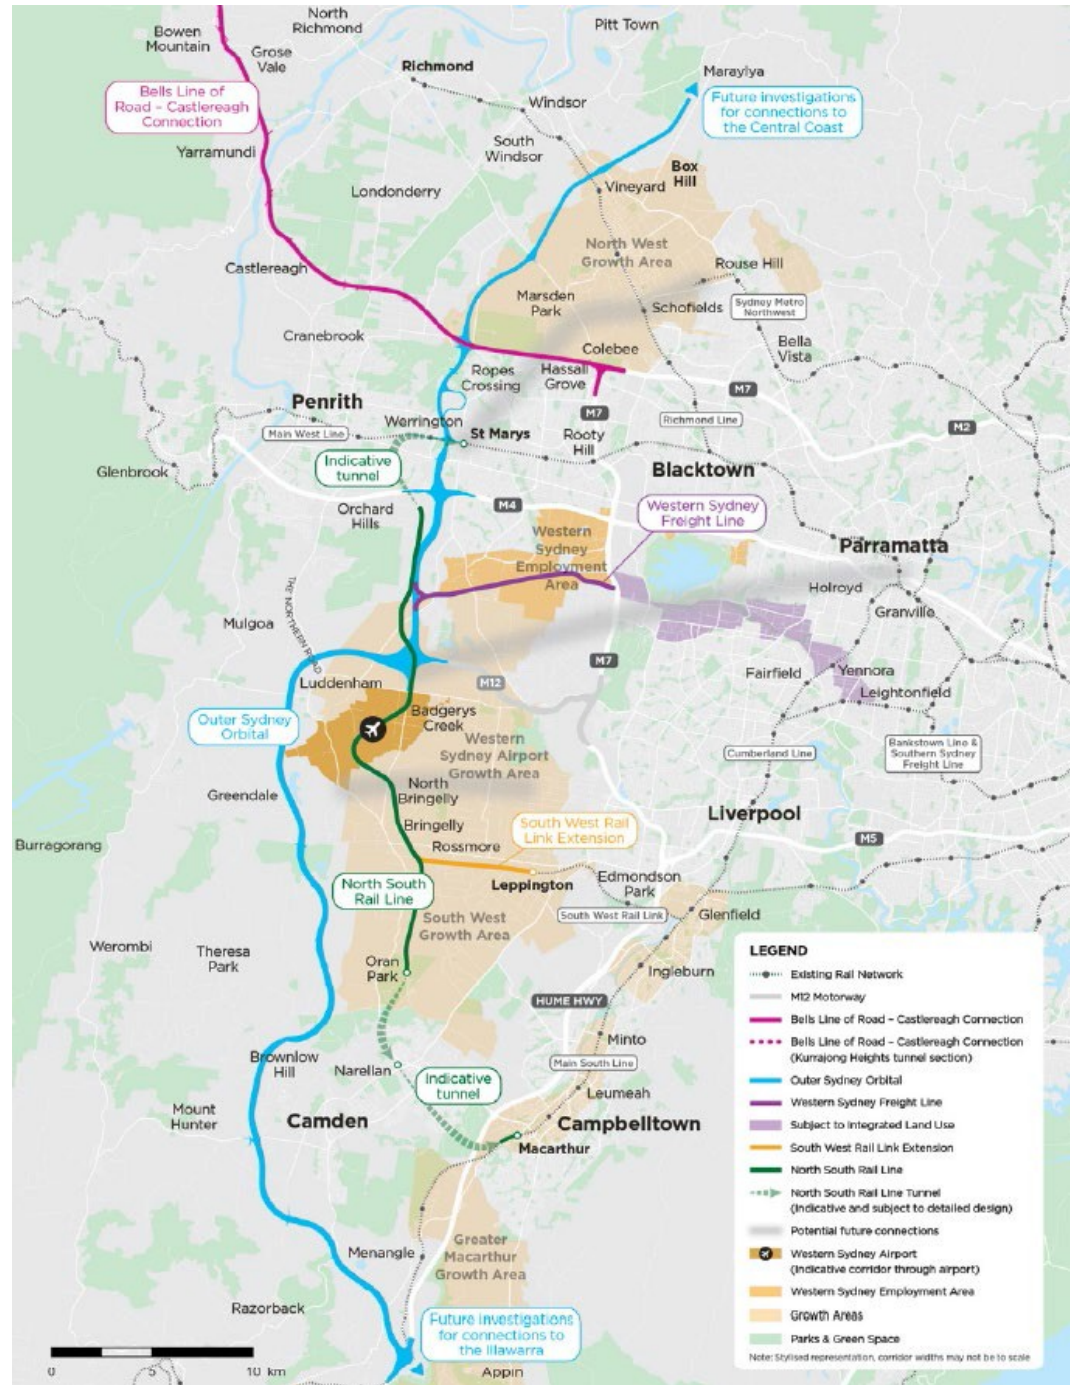 North
Richmond
Pitt Town
Bowen
Mountain
Grose
Vale
Richmond
Maraylya
Bells Line of
Road – Castlereagh
Connection
Future investigations
for connections to
the Central Coast
Windsor
South
Windsor
Yarramundi
Box
Hill
Londonderry
Vineyard
North West
Growth Area
Castlereagh
Rouse Hill
Marsden
Park
Schofields
Sydney Metro
Northwest
Cranebrook
Bella
Vista
Colebee
Ropes
Crossing
Hassall
Grove
M7
Penrith
M7
Werrington
Richmond Line
M2
Main West Line
St Marys
Rooty
Hill
Glenbrook
Indicative
tunnel
Blacktown
Orchard
Hills
M4
Western Sydney
Freight Line
Western
Sydney
Employment
Area
Parramatta
THE NORTHERN ROAD
Holroyd
Granville
Mulgoa
M7
Fairfield
Yennora
Luddenham
M12
Leightonfield
Badgerys
Creek
Outer Sydney
Orbital
Western
Sydney Airport
Growth Area
Cumberland Line
Bankstown Line &
Southern Sydney
Freight Line
North
Bringelly
Greendale
Liverpool
Bringelly
South West Rail
Link Extension
M5
Burragorang
Rossmore
Leppington
Edmondson
Park
North South
Rail Line
South West Rail Link
Glenfield
South West
Growth Area
Werombi
Theresa
Park
Oran
Park
Ingleburn
HUME HWY
Minto
Brownlow
Hill
Narellan
Main South Line
Indicative
tunnel
Leumeah
Mount
Hunter
Camden
Campbelltown
Macarthur
Menangle
Greater
Macarthur
Growth Area
Razorback
Future investigations
for connections to
the Illawarra
Appin
0 5 10 km
LEGEND
Existing Rail Network
M12 Motorway
Bells Line of Road – Castlereagh Connection
Bells Line of Road – Castlereagh Connection
(Kurrajong Heights tunnel section)
Outer Sydney Orbital
Western Sydney Freight Line
Subject to Integrated Land Use
South West Rail Link Extension
North South Rail Line
North South Rail Line Tunnel
(Indicative and subject to detailed design)
Potential future connections
Western Sydney Airport
(Indicative corridor through airport)
Western Sydney Employment Area
Growth Areas
Parks & Green Space
Note: Stylised representation, corridor widths may not be to scale